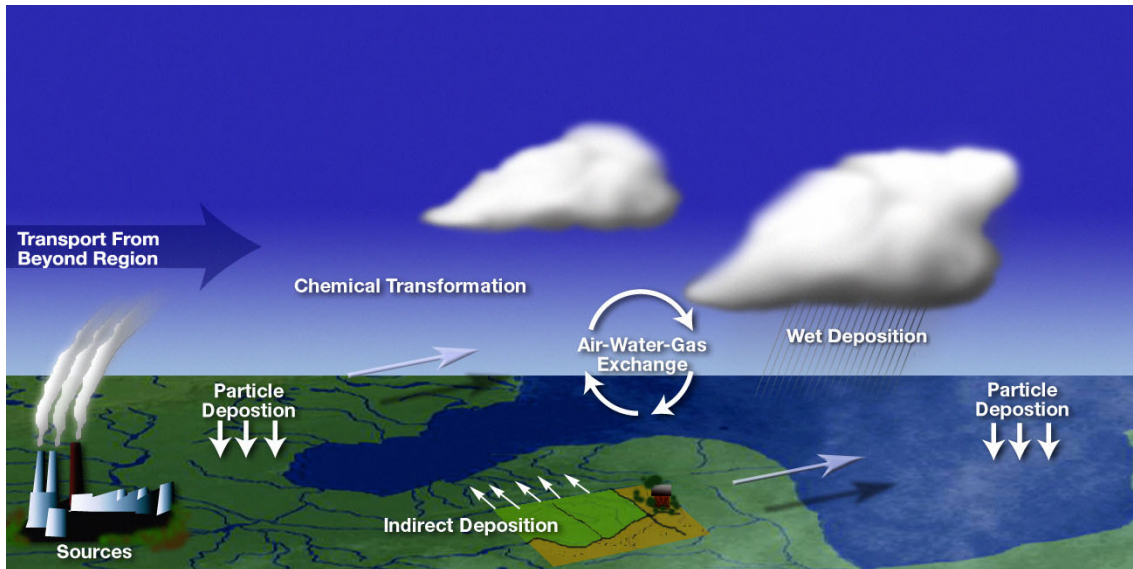 Transport From
Beyond Region
Chemical Transformation
Air-Water-Gas
Exchange
Wet Deposition
Particle
Depostion
Particle
Depostion
Indirect Deposition
Sources